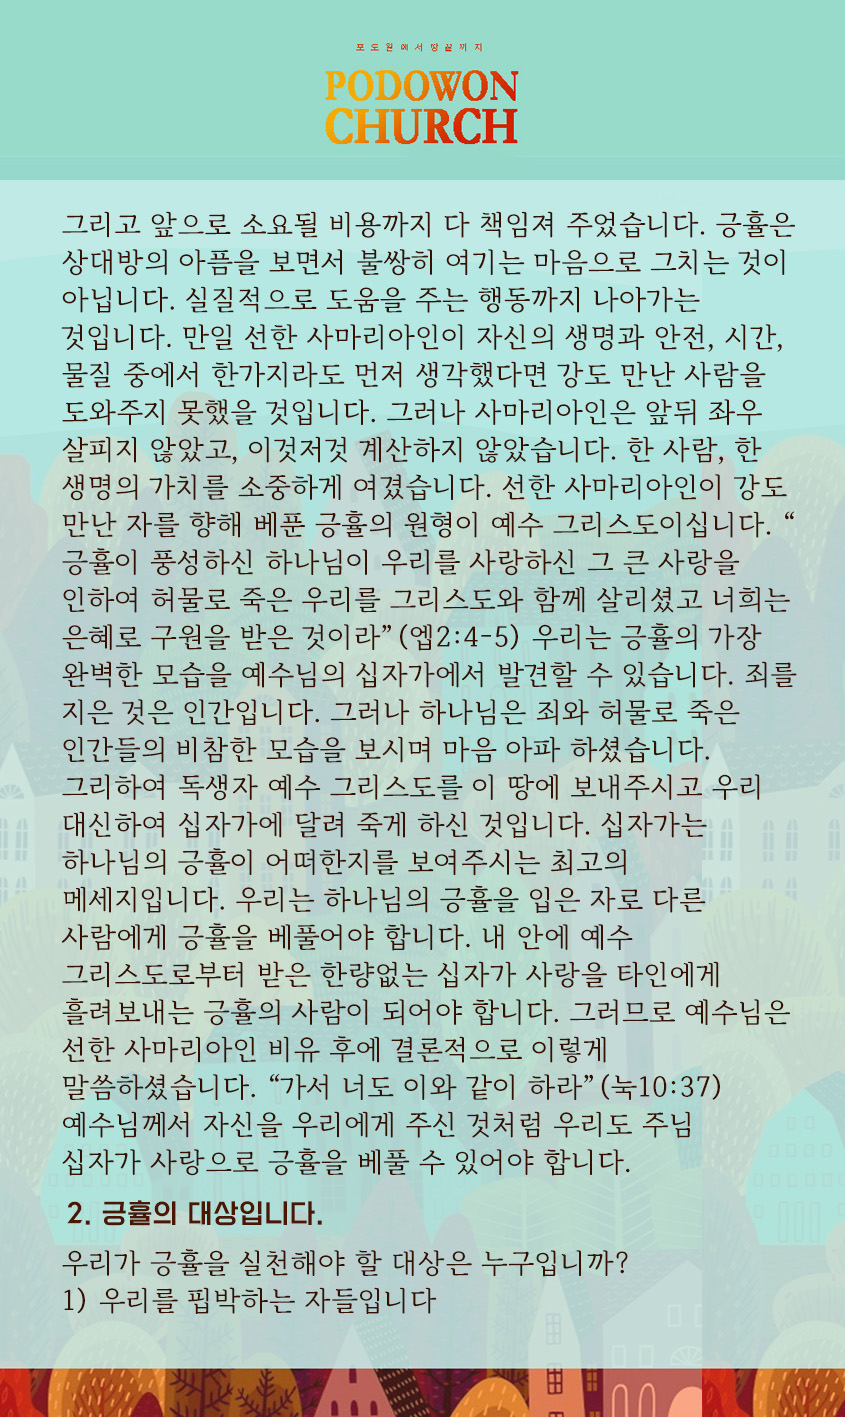 포도원에서땅끝까지
PODOWON
CHURCH
그리고 앞으로 소요될 비용까지 다 책임져 주었습니다. 긍휼은
상대방의 아픔을 보면서 불쌍히 여기는 마음으로 그치는 것이
아닙니다. 실질적으로 도움을 주는 행동까지 나아가는
것입니다. 만일 선한 사마리아인이 자신의 생명과 안전, 시간,
물질 중에서 한가지라도 먼저 생각했다면 강도 만난 사람을
도와주지 못했을 것입니다. 그러나 사마리아인은 앞뒤 좌우
살피지 않았고, 이것저것 계산하지 않았습니다. 한 사람, 한
생명의 가치를 소중하게 여겼습니다. 선한 사마리아인이 강도
만난 자를 향해 베푼 긍휼의 원형이 예수 그리스도이십니다. “
긍휼이 풍성하신 하나님이 우리를 사랑하신 그 큰 사랑을
인하여 허물로 죽은 우리를 그리스도와 함께 살리셨고 너희는
은혜로 구원을 받은 것이라”(엡2:4-5) 우리는 긍휼의 가장
완벽한 모습을 예수님의 십자가에서 발견할 수 있습니다. 죄를
지은 것은 인간입니다. 그러나 하나님은 죄와 허물로 죽은
인간들의 비참한 모습을 보시며 마음 아파 하셨습니다.
그리하여 독생자 예수 그리스도를 이 땅에 보내주시고 우리
대신하여 십자가에 달려 죽게 하신 것입니다. 십자가는
하나님의 긍휼이 어떠한지를 보여주시는 최고의
메세지입니다. 우리는 하나님의 긍휼을 입은 자로 다른
사람에게 긍휼을 베풀어야 합니다. 내 안에 예수
그리스도로부터 받은 한량없는 십자가 사랑을 타인에게
흘려보내는 긍휼의 사람이 되어야 합니다. 그러므로 예수님은
선한 사마리아인 비유 후에 결론적으로 이렇게
말씀하셨습니다. “가서 너도 이와 같이 하라”(눅10:37)
예수님께서 자신을 우리에게 주신 것처럼 우리도 주님
십자가 사랑으로 긍휼을 베풀 수 있어야 합니다.
2. 긍휼의 대상입니다.
우리가 긍휼을 실천해야 할 대상은 누구입니까?
1) 우리를 핍박하는 자들입니다